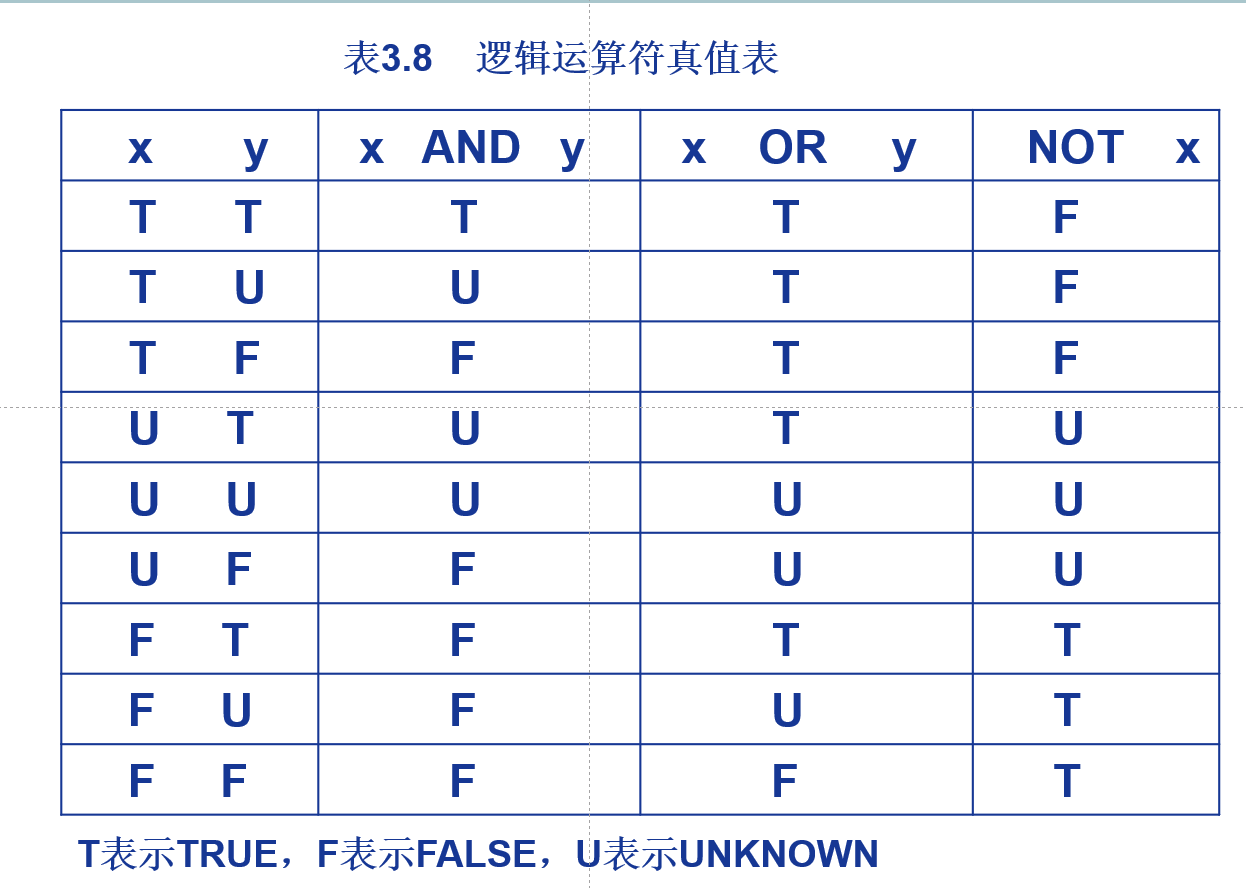 表3.8 逻辑运算符真值表
x y x AND y x OR y NOT x
T T T T F
T U U T F
T F F T F
U T U T U
U U U U U
U F F U U
F T F T T
F U F U T
F F F F T
T表示TRUE，F表示FALSE，U表示UNKNOWN